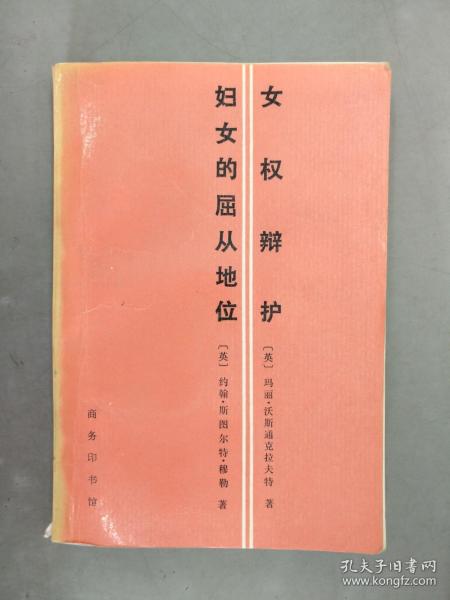 女权辩护
〔英〕玛丽·沃斯通克拉夫特 著
妇女的屈从地位
〔英〕约翰·斯图尔特·穆勒 著
商务印书馆
孔夫子旧书网
www.kongfz.com